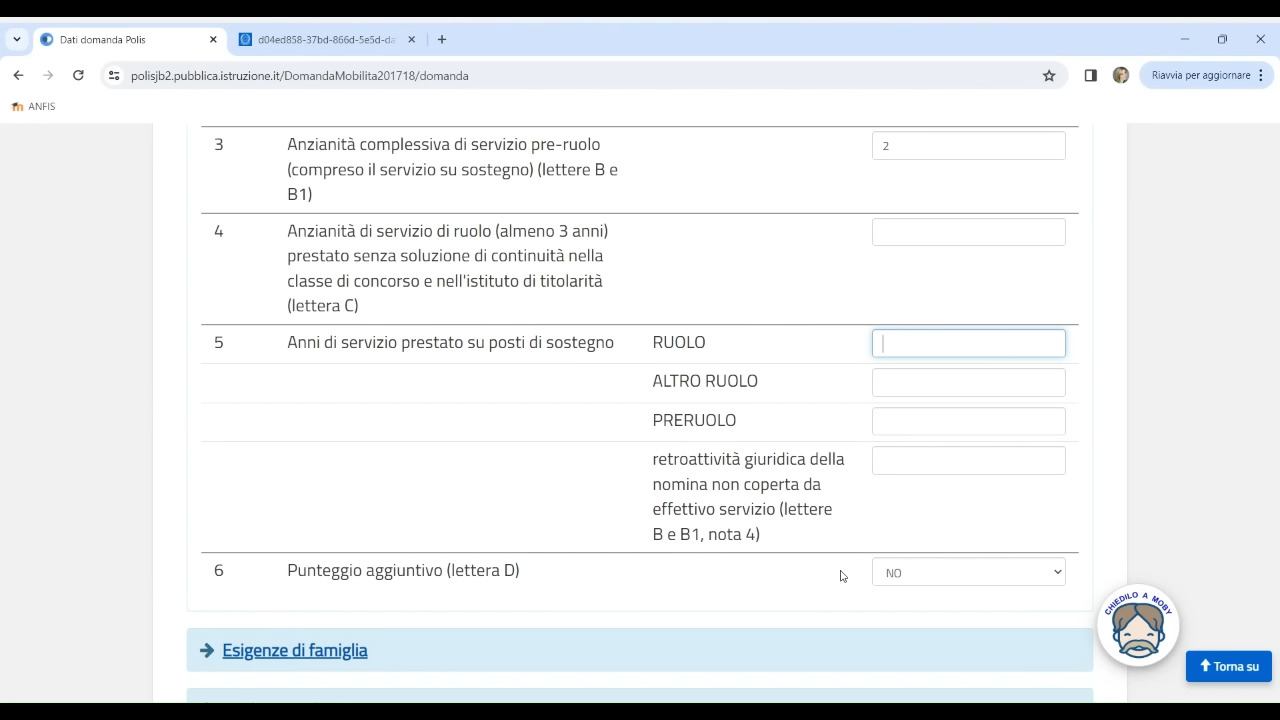 Dati domanda Polis
d04ed858-37bd-866d-5e5d-da
polisjb2.pubblica.istruzione.it/DomandaMobilita201718/domanda
Riavvia per aggiornare
ANFIS
3 Anzianità complessiva di servizio pre-ruolo 2
(compreso il servizio su sostegno) (lettere B e
B1)
4 Anzianità di servizio di ruolo (almeno 3 anni)
prestato senza soluzione di continuità nella
classe di concorso e nell'istituto di titolarità
(lettera C)
5 Anni di servizio prestato su posti di sostegno RUOLO
ALTRO RUOLO
PRERUOLO
retroattività giuridica della
nomina non coperta da
effettivo servizio (lettere
B e B1, nota 4)
6 Punteggio aggiuntivo (lettera D) NO
CHIEDILO A MOBY
Esigenze di famiglia
Torna su